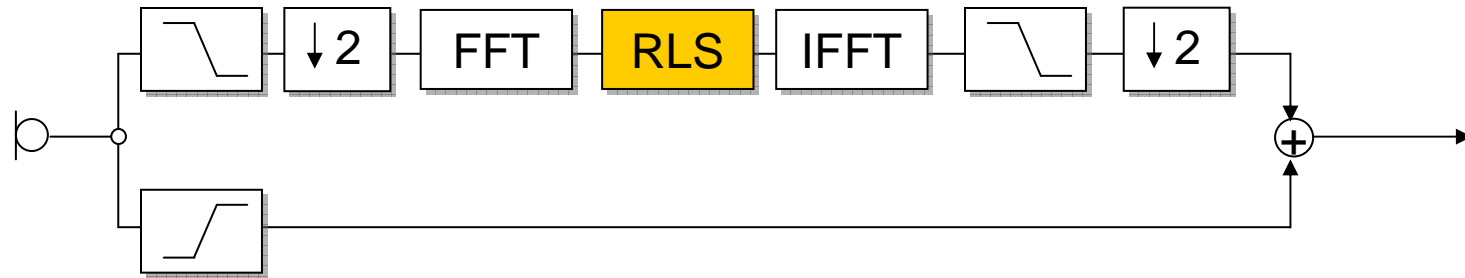 ↓ 2
FFT
RLS
IFFT
↓ 2
+